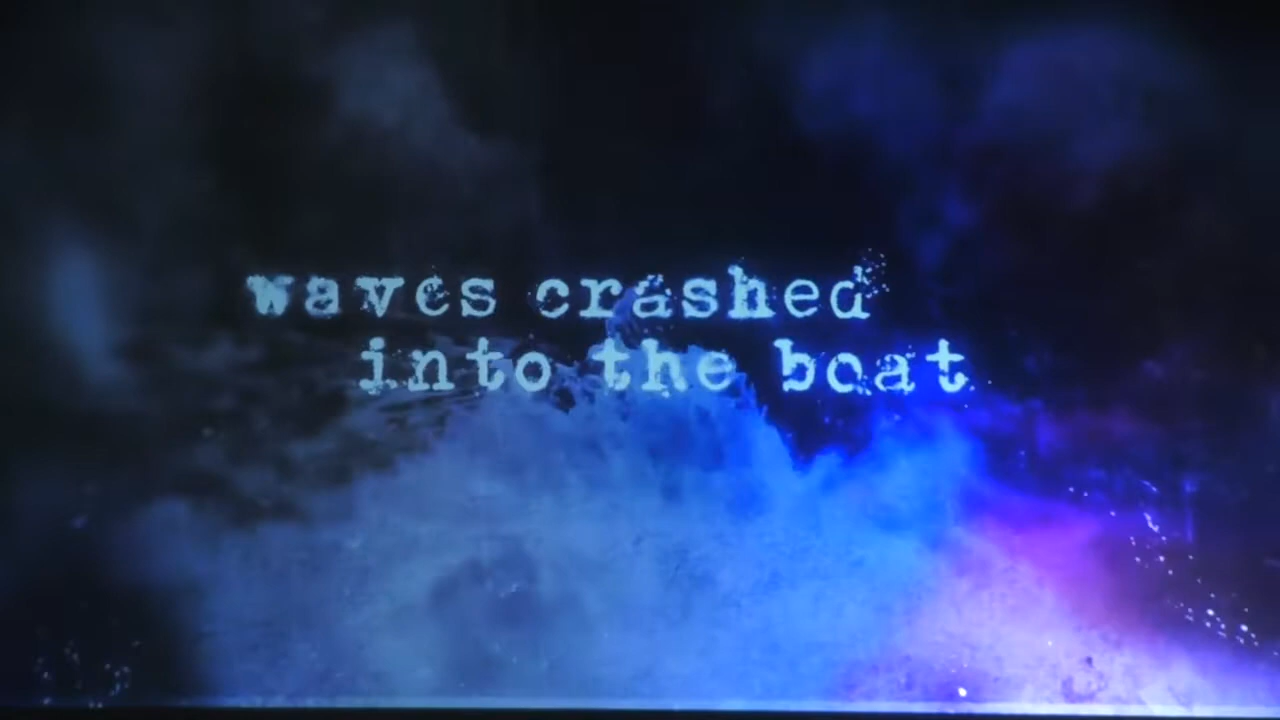 waves crashed
into the boat